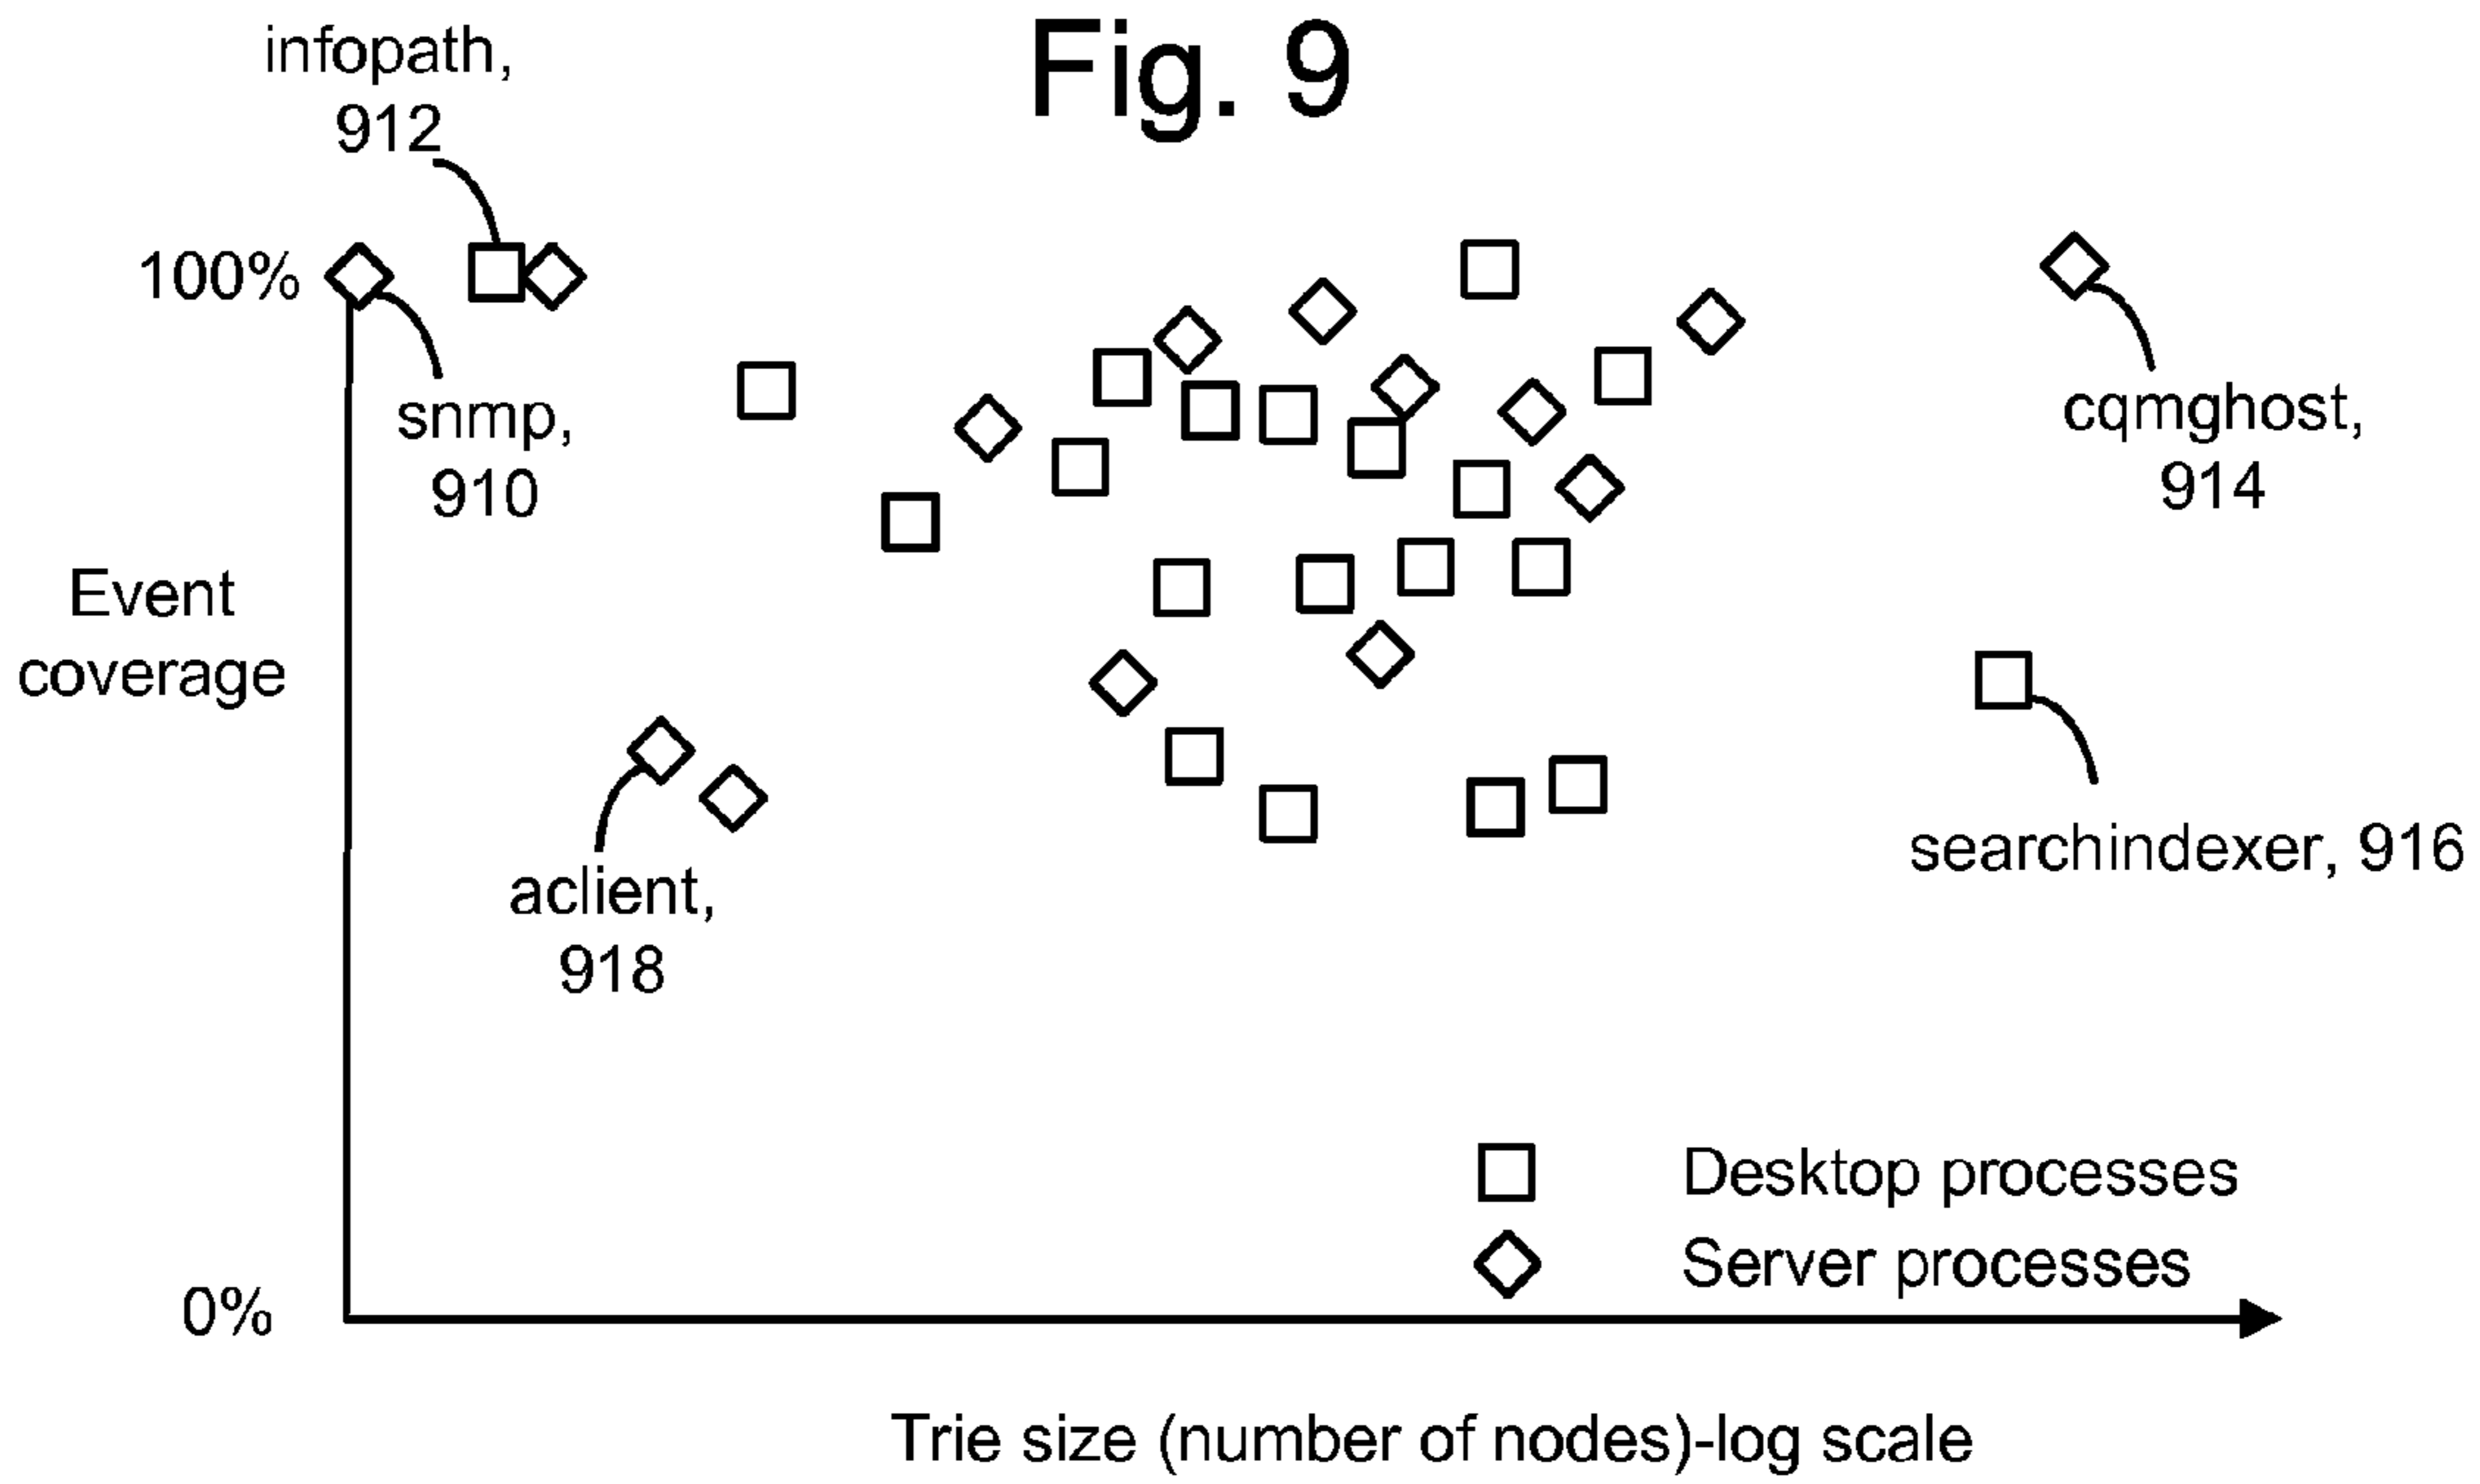 Fig. 9
infopath,
912
100%
snmp,
910
cqmghost,
914
Event
coverage
searchindexer, 916
aclient,
918
Desktop processes
Server processes
0%
Trie size (number of nodes)-log scale